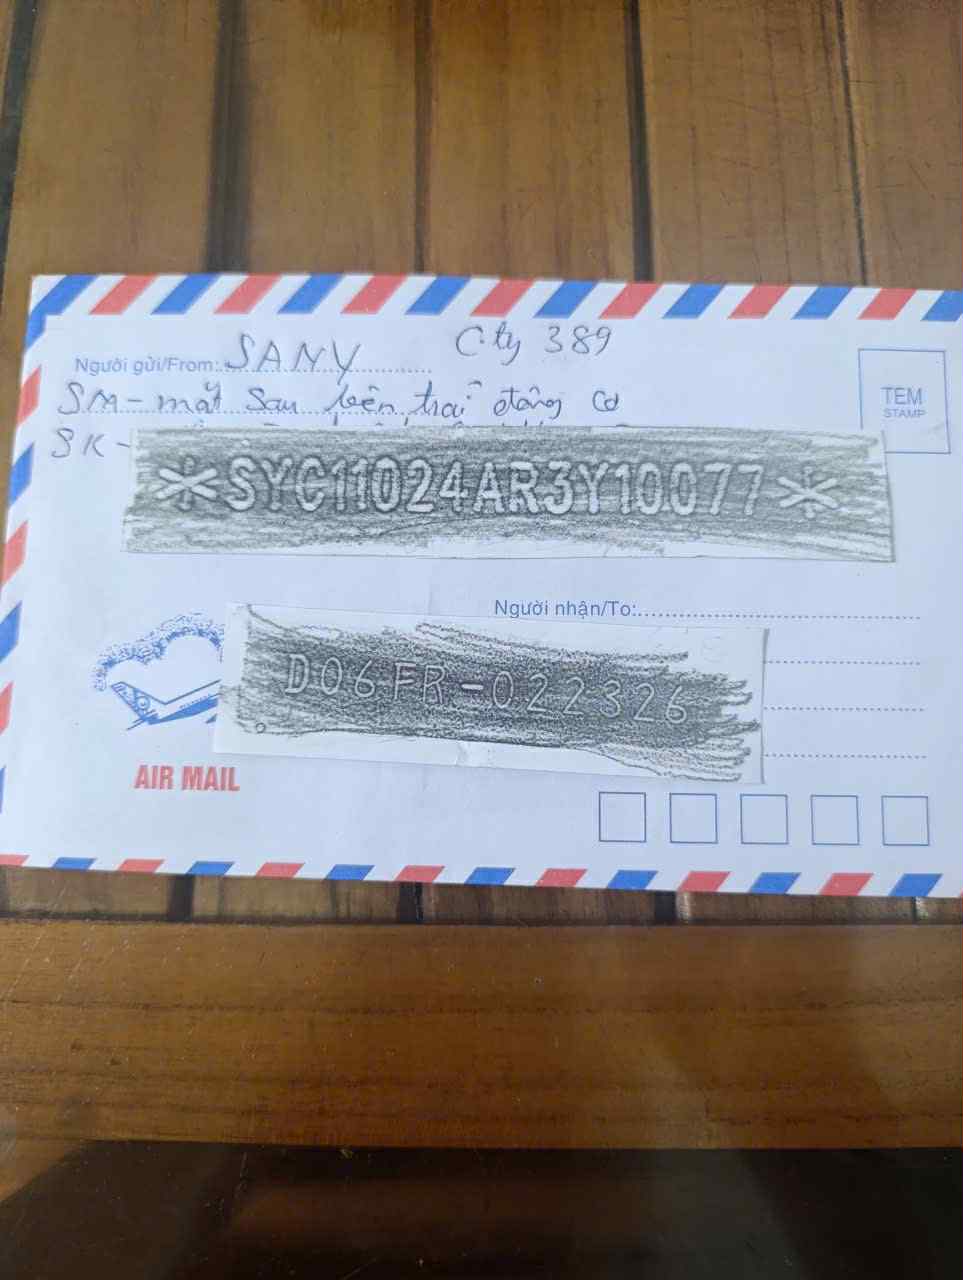 Cty 389
Người gửi/From: SANY
SM - mặt sau bên trái động cơ
TEM
STAMP
SK -
*SYC11024AR3Y10077*
Người nhận/To:
D06FR-022326
AIR MAIL